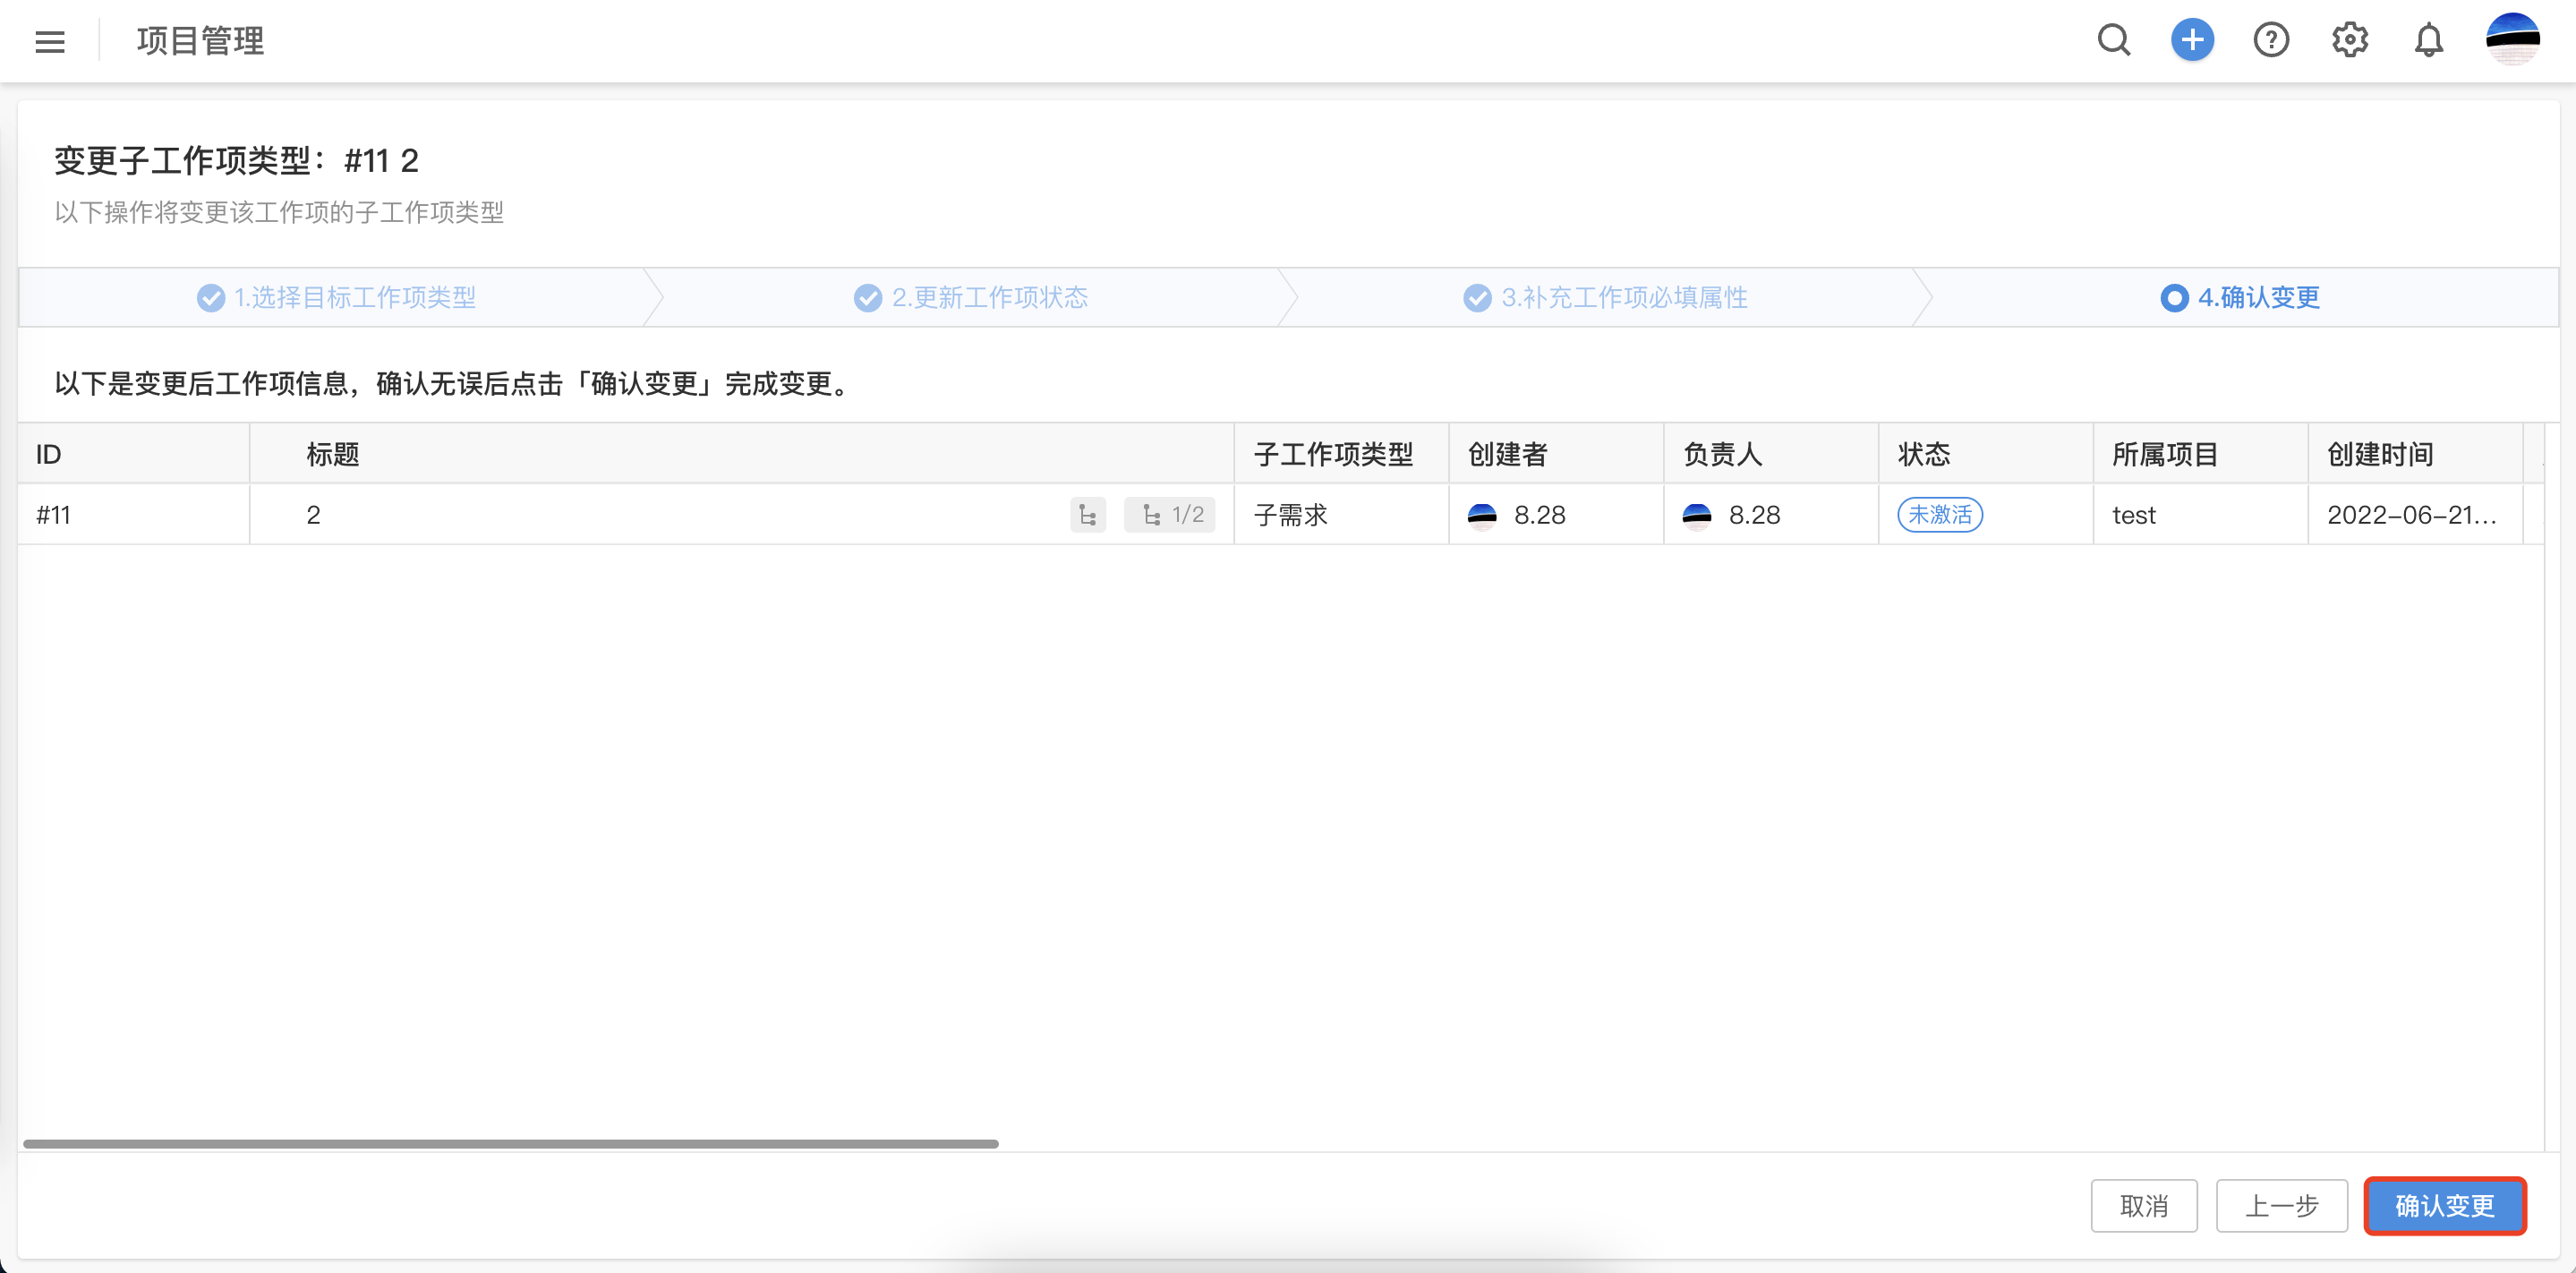 项目管理
变更子工作项类型：#11 2
以下操作将变更该工作项的子工作项类型
1.选择目标工作项类型 2.更新工作项状态 3.补充工作项必填属性 4.确认变更
以下是变更后工作项信息，确认无误后点击「确认变更」完成变更。
ID 标题 子工作项类型 创建者 负责人 状态 所属项目 创建时间
#11 2 1/2 子需求 8.28 8.28 未激活 test 2022-06-21...
取消 上一步 确认变更